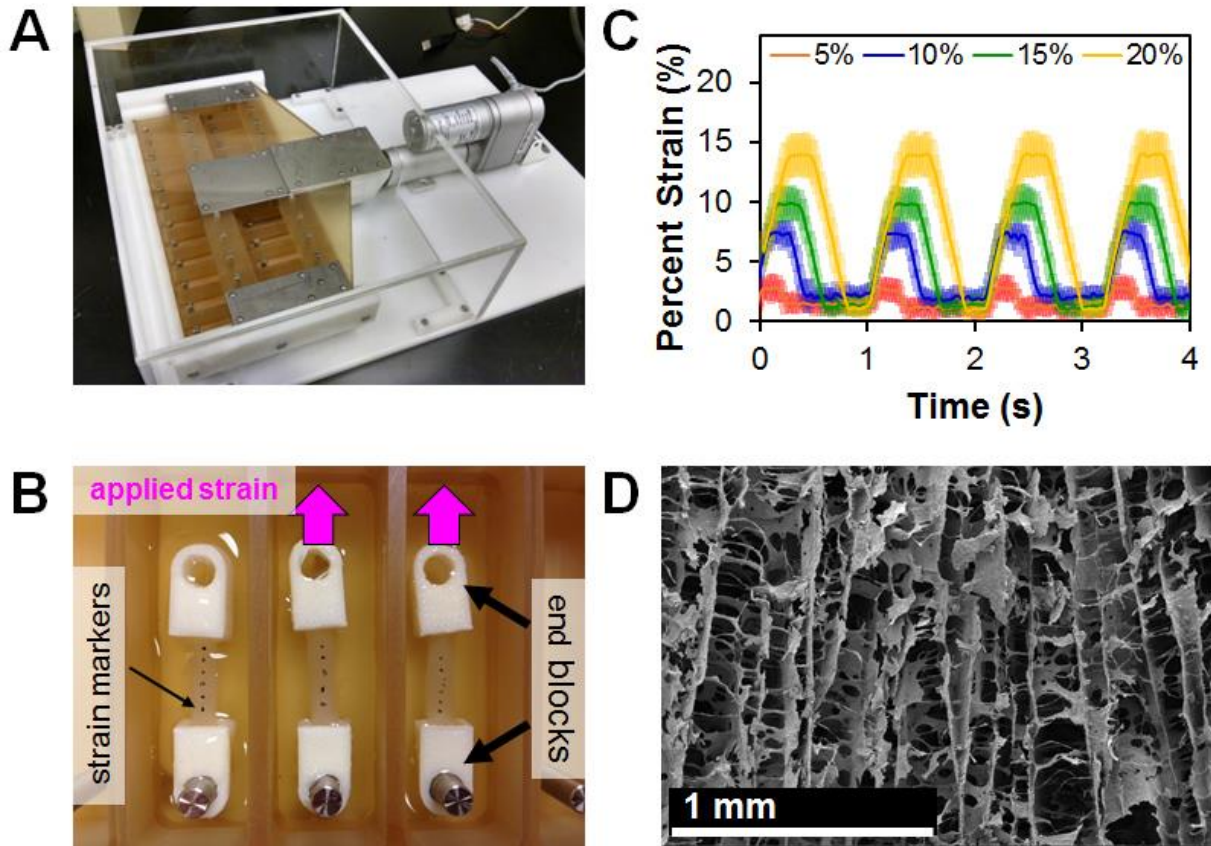 A
B
applied strain
strain markers
end blocks
C
5% 10% 15% 20%
Percent Strain (%)
20
15
10
5
0
0 1 2 3 4
Time (s)
D
1 mm